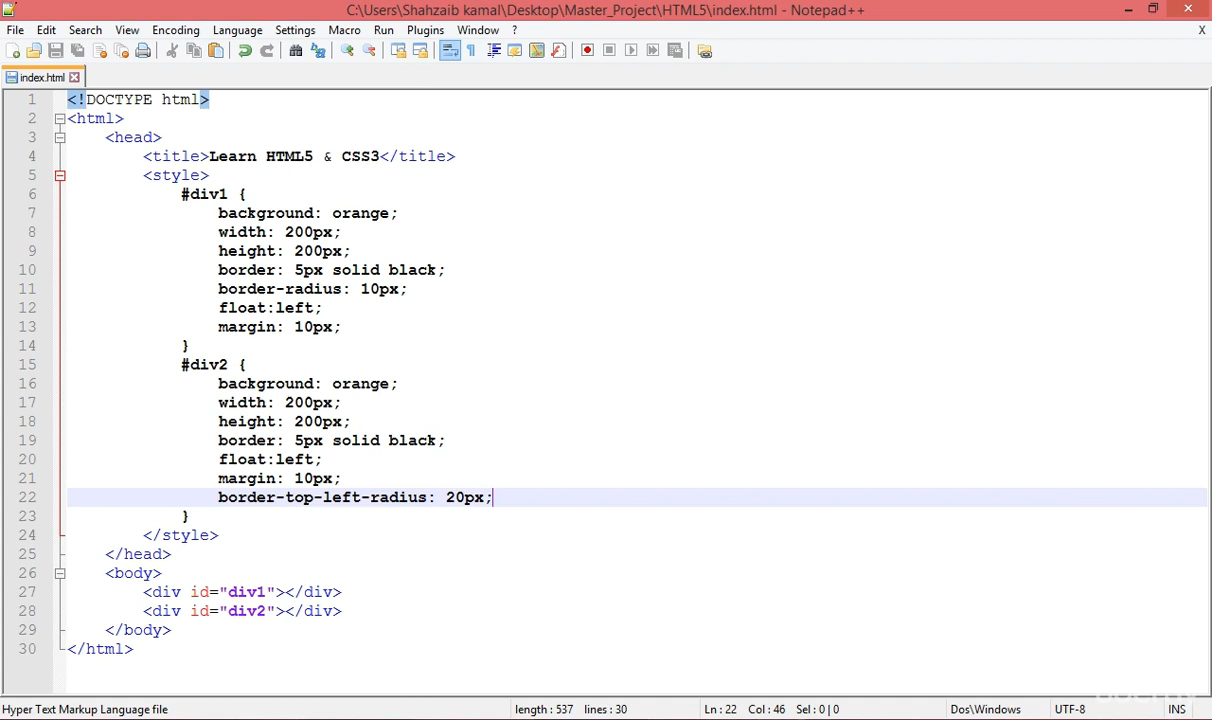 C:\Users\Shahzaib kamal\Desktop\Master_Project\HTML5\index.html - Notepad++
File Edit Search View Encoding Language Settings Macro Run Plugins Window ? X
index.html
1 <!DOCTYPE html>
2 <html>
3 <head>
4 <title>Learn HTML5 & CSS3</title>
5 <style>
6 #div1 {
7 background: orange;
8 width: 200px;
9 height: 200px;
10 border: 5px solid black;
11 border-radius: 10px;
12 float:left;
13 margin: 10px;
14 }
15 #div2 {
16 background: orange;
17 width: 200px;
18 height: 200px;
19 border: 5px solid black;
20 float:left;
21 margin: 10px;
22 border-top-left-radius: 20px;
23 }
24 </style>
25 </head>
26 <body>
27 <div id="div1"></div>
28 <div id="div2"></div>
29 </body>
30 </html>
Hyper Text Markup Language file length : 537 lines : 30 Ln : 22 Col : 46 Sel : 0 | 0 Dos\Windows UTF-8 INS